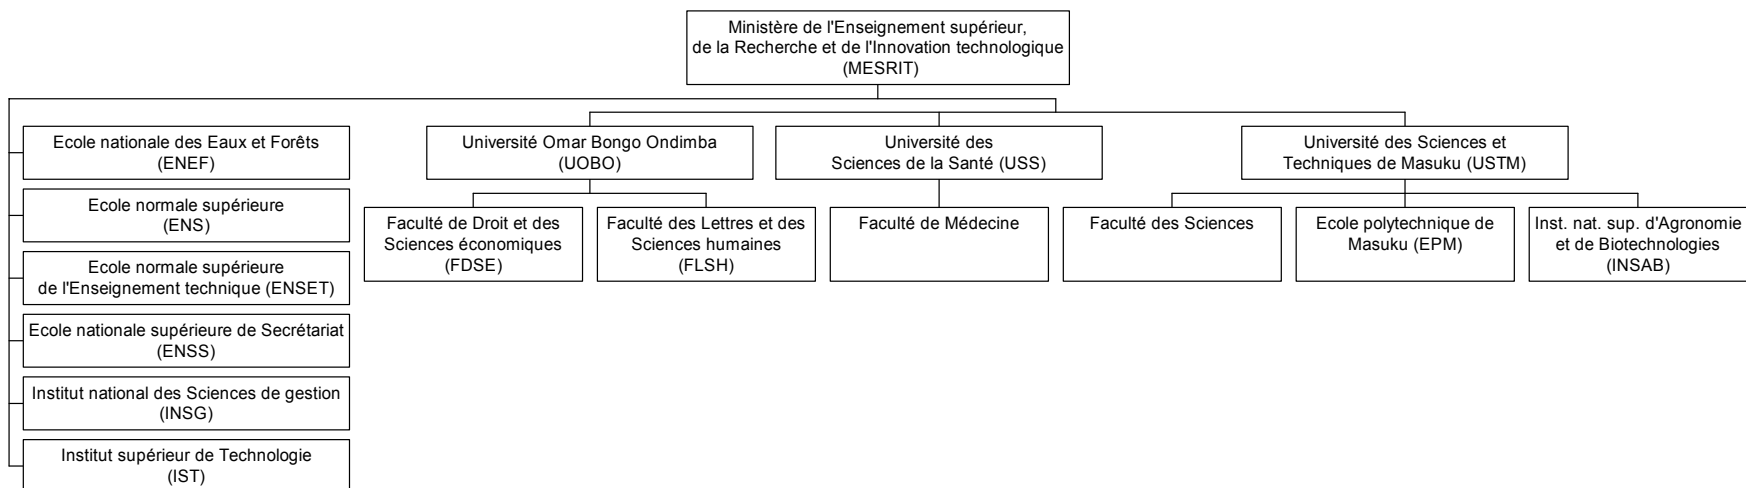 Ministère de l'Enseignement supérieur,
de la Recherche et de l'Innovation technologique
(MESRIT)
Ecole nationale des Eaux et Forêts
(ENEF)
Ecole normale supérieure
(ENS)
Ecole normale supérieure
de l'Enseignement technique (ENSET)
Ecole nationale supérieure de Secrétariat
(ENSS)
Institut national des Sciences de gestion
(INSG)
Institut supérieur de Technologie
(IST)
Université Omar Bongo Ondimba
(UOBO)
Faculté de Droit et des
Sciences économiques
(FDSE)
Faculté des Lettres et des
Sciences humaines
(FLSH)
Université des
Sciences de la Santé (USS)
Faculté de Médecine
Université des Sciences et
Techniques de Masuku (USTM)
Faculté des Sciences
Ecole polytechnique de
Masuku (EPM)
Inst. nat. sup. d'Agronomie
et de Biotechnologies
(INSAB)